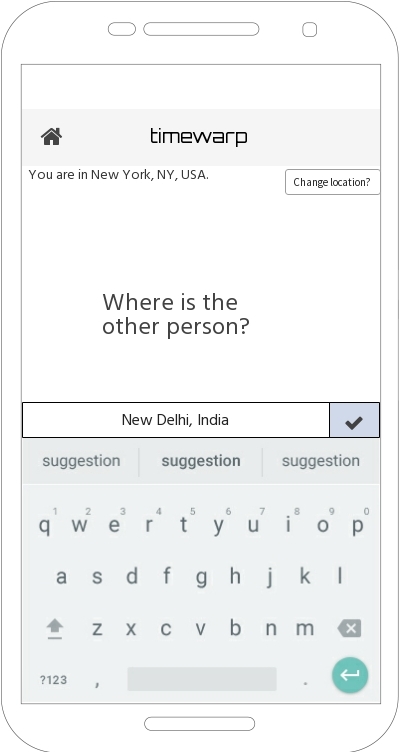 timewarp
You are in New York, NY, USA.
Change location?
Where is the
other person?
New Delhi, India
suggestion suggestion suggestion
1 2 3 4 5 6 7 8 9 0
q w e r t y u i o p
a s d f g h j k l
z x c v b n m
?123 , .